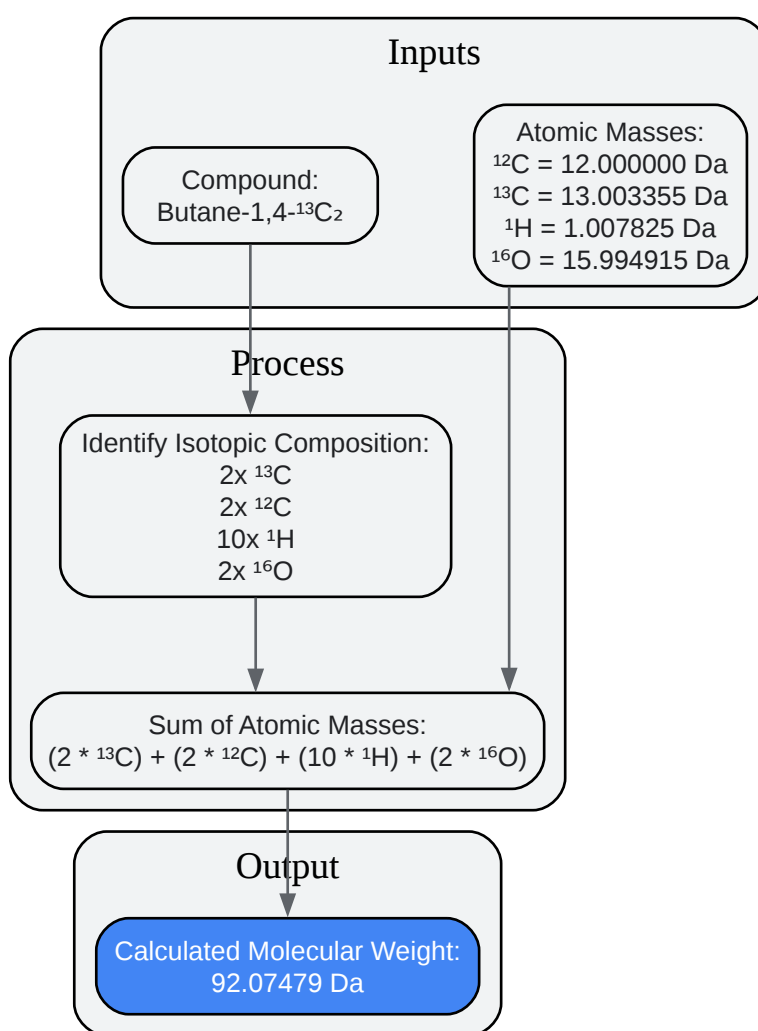 Inputs
Compound:
Butane-1,4-¹³C₂
Atomic Masses:
¹²C = 12.000000 Da
¹³C = 13.003355 Da
¹H = 1.007825 Da
¹⁶O = 15.994915 Da
Process
Identify Isotopic Composition:
2x ¹³C
2x ¹²C
10x ¹H
2x ¹⁶O
Sum of Atomic Masses:
(2 * ¹³C) + (2 * ¹²C) + (10 * ¹H) + (2 * ¹⁶O)
Output
Calculated Molecular Weight:
92.07479 Da